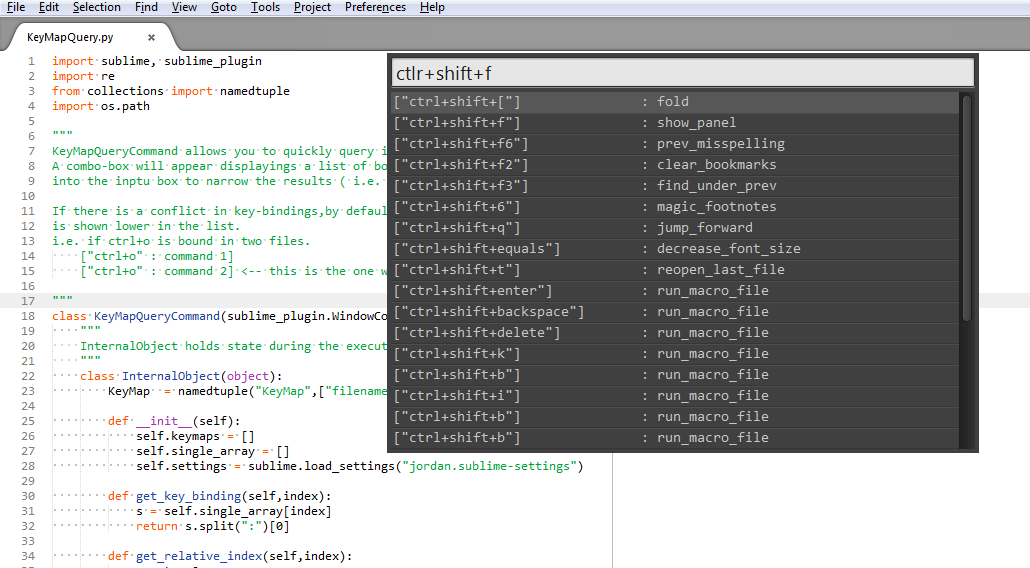 File Edit Selection Find View Goto Tools Project Preferences Help
KeyMapQuery.py ×
1 import sublime, sublime_plugin
2 import re
3 from collections import namedtuple
4 import os.path
5
6 """
7 KeyMapQueryCommand allows you to quickly query i
8 A combo-box will appear displayings a list of bo
9 into the inptu box to narrow the results ( i.e.
10
11 If there is a conflict in key-bindings,by defaul
12 is shown lower in the list.
13 i.e. if ctrl+o is bound in two files.
14 ["ctrl+o" : command 1]
15 ["ctrl+o" : command 2] <-- this is the one w
16
17 """
18 class KeyMapQueryCommand(sublime_plugin.WindowCo
19 """
20 InternalObject holds state during the execut
21 """
22 class InternalObject(object):
23 KeyMap = namedtuple("KeyMap",["filename
24
25 def __init__(self):
26 self.keymaps = []
27 self.single_array = []
28 self.settings = sublime.load_settings("jordan.sublime-settings")
29
30 def get_key_binding(self,index):
31 s = self.single_array[index]
32 return s.split(":")[0]
33
34 def get_relative_index(self,index):
ctlr+shift+f
["ctrl+shift+["] : fold
["ctrl+shift+f"] : show_panel
["ctrl+shift+f6"] : prev_misspelling
["ctrl+shift+f2"] : clear_bookmarks
["ctrl+shift+f3"] : find_under_prev
["ctrl+shift+6"] : magic_footnotes
["ctrl+shift+q"] : jump_forward
["ctrl+shift+equals"] : decrease_font_size
["ctrl+shift+t"] : reopen_last_file
["ctrl+shift+enter"] : run_macro_file
["ctrl+shift+backspace"] : run_macro_file
["ctrl+shift+delete"] : run_macro_file
["ctrl+shift+k"] : run_macro_file
["ctrl+shift+b"] : run_macro_file
["ctrl+shift+i"] : run_macro_file
["ctrl+shift+b"] : run_macro_file
["ctrl+shift+b"] : run_macro_file